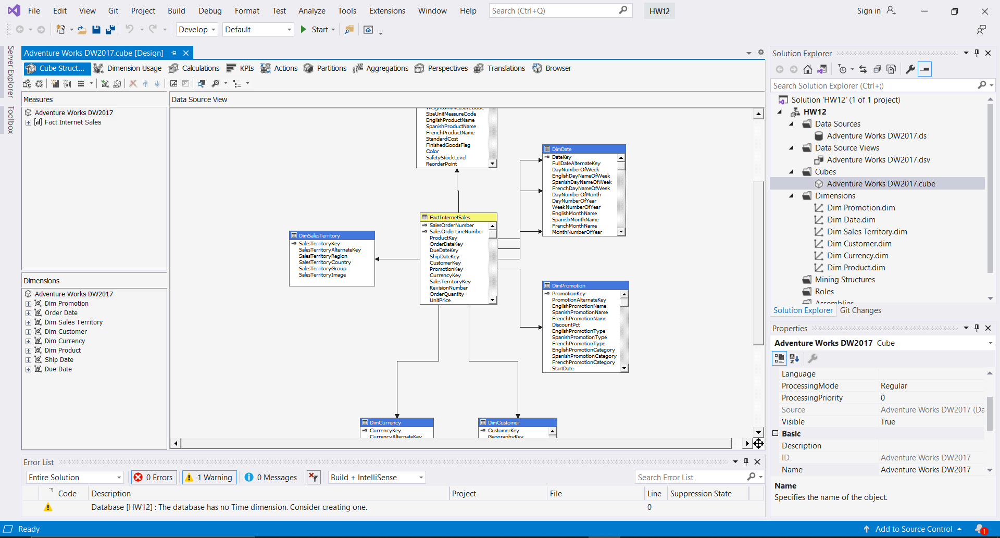 File Edit View Git Project Build Debug Format Test Analyze Tools Extensions Window Help Search (Ctrl+Q) HW12 Sign in
Develop Default Start
Server Explorer
Toolbox
Adventure Works DW2017.cube [Design]
Cube Struct... Dimension Usage Calculations KPIs Actions Partitions Aggregations Perspectives Translations Browser
Measures
Adventure Works DW2017
Fact Internet Sales
Dimensions
Adventure Works DW2017
Dim Promotion
Order Date
Dim Sales Territory
Dim Customer
Dim Currency
Dim Product
Ship Date
Due Date
Data Source View
WeightUnitMeasureCode
SizeUnitMeasureCode
EnglishProductName
SpanishProductName
FrenchProductName
StandardCost
FinishedGoodsFlag
Color
SafetyStockLevel
ReorderPoint
DimDate
DateKey
FullDateAlternateKey
DayNumberOfWeek
EnglishDayNameOfWeek
SpanishDayNameOfWeek
FrenchDayNameOfWeek
DayNumberOfMonth
DayNumberOfYear
WeekNumberOfYear
EnglishMonthName
SpanishMonthName
FrenchMonthName
MonthNumberOfYear
FactInternetSales
SalesOrderNumber
SalesOrderLineNumber
ProductKey
OrderDateKey
DueDateKey
ShipDateKey
CustomerKey
PromotionKey
CurrencyKey
SalesTerritoryKey
RevisionNumber
OrderQuantity
UnitPrice
DimSalesTerritory
SalesTerritoryKey
SalesTerritoryAlternateKey
SalesTerritoryRegion
SalesTerritoryCountry
SalesTerritoryGroup
SalesTerritoryImage
DimPromotion
PromotionKey
PromotionAlternateKey
EnglishPromotionName
SpanishPromotionName
FrenchPromotionName
DiscountPct
EnglishPromotionType
SpanishPromotionType
FrenchPromotionType
EnglishPromotionCategory
SpanishPromotionCategory
FrenchPromotionCategory
StartDate
DimCurrency
CurrencyKey
CurrencyAlternateKey
DimCustomer
CustomerKey
GeographyKey
Solution Explorer
Search Solution Explorer (Ctrl+;)
Solution 'HW12' (1 of 1 project)
HW12
Data Sources
Adventure Works DW2017.ds
Data Source Views
Adventure Works DW2017.dsv
Cubes
Adventure Works DW2017.cube
Dimensions
Dim Promotion.dim
Dim Date.dim
Dim Sales Territory.dim
Dim Customer.dim
Dim Currency.dim
Dim Product.dim
Mining Structures
Roles
Assemblies
Solution Explorer Git Changes
Properties
Adventure Works DW2017 Cube
Language
ProcessingMode Regular
ProcessingPriority 0
Source Adventure Works DW2017 (Da
Visible True
Basic
Description
ID Adventure Works DW2017
Name Adventure Works DW2017
Name
Specifies the name of the object.
Error List
Entire Solution 0 Errors 1 Warning 0 Messages Build + IntelliSense Search Error List
Code Description Project File Line Suppression State
Database [HW12] : The database has no Time dimension. Consider creating one. 0
Ready Add to Source Control 1